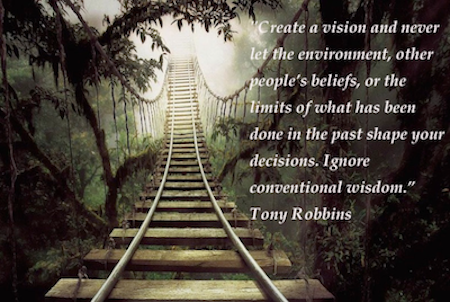 "Create a vision and never
let the environment, other
people's beliefs, or the
limits of what has been
done in the past shape your
decisions. Ignore
conventional wisdom."
Tony Robbins